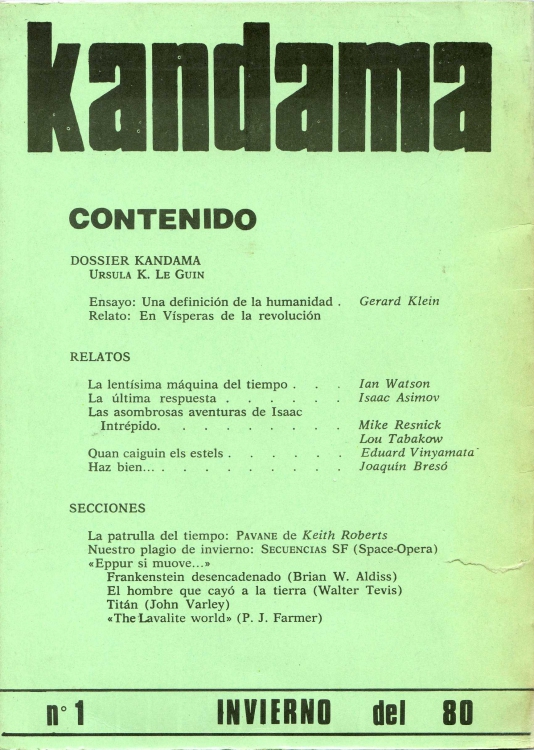 kandama
CONTENIDO
DOSSIER KANDAMA
URSULA K. LE GUIN
Ensayo: Una definición de la humanidad . Gerard Klein
Relato: En Vísperas de la revolución
RELATOS
La lentísima máquina del tiempo . . . Ian Watson
La última respuesta . . . . . . Isaac Asimov
Las asombrosas aventuras de Isaac
Intrépido. . . . . . . . . Mike Resnick
Lou Tabakow
Quan caiguin els estels . . . . . Eduard Vinyamata
Haz bien... . . . . . . . . . Joaquín Bresó
SECCIONES
La patrulla del tiempo: PAVANE de Keith Roberts
Nuestro plagio de invierno: SECUENCIAS SF (Space-Opera)
«Eppur si muove...»
Frankenstein desencadenado (Brian W. Aldiss)
El hombre que cayó a la tierra (Walter Tevis)
Titán (John Varley)
«The Lavalite world» (P. J. Farmer)
n° 1 INVIERNO del 80